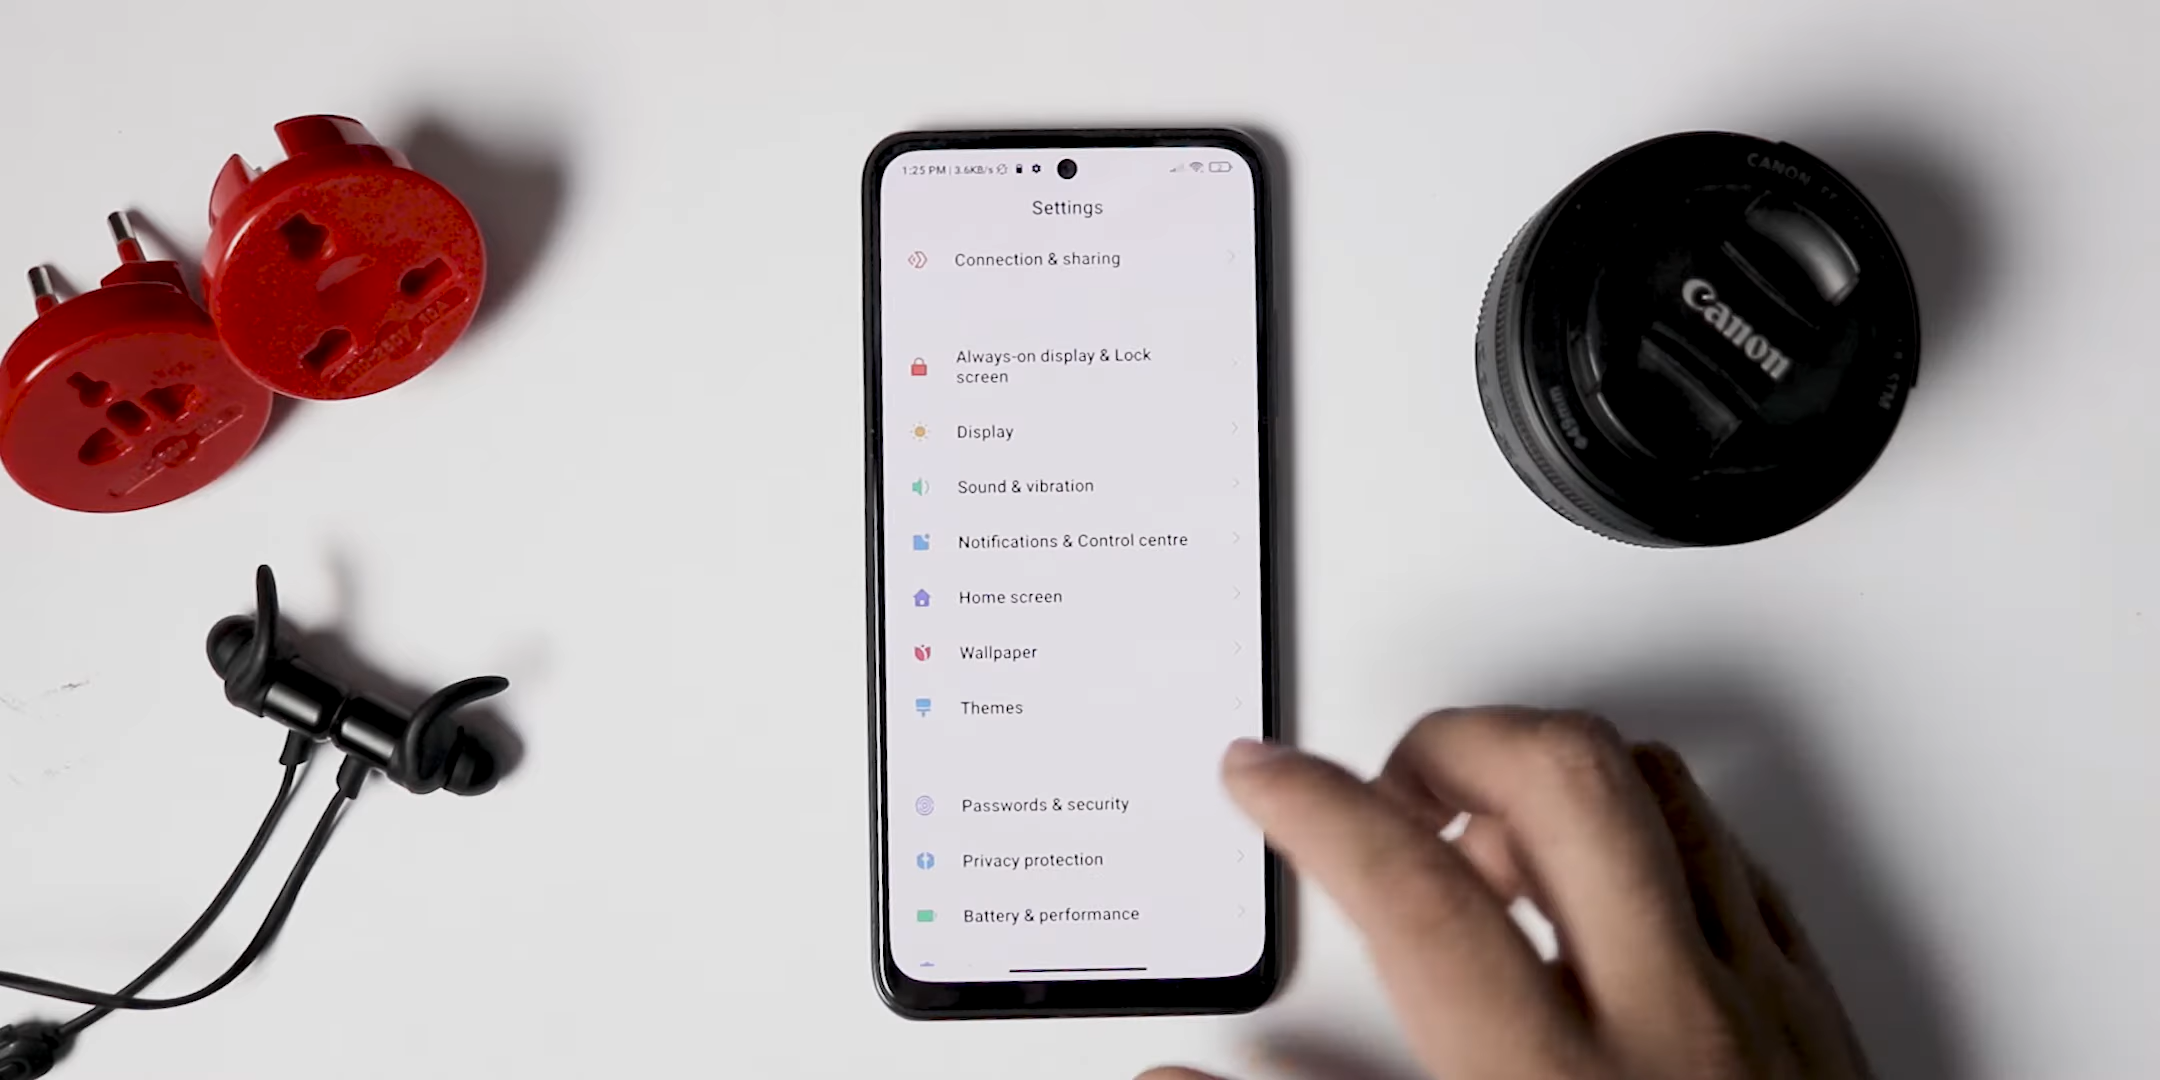 1:25 PM | 3.6KB/s
Settings
Connection & sharing
Always-on display & Lock
screen
Display
Sound & vibration
Notifications & Control centre
Home screen
Wallpaper
Themes
Passwords & security
Privacy protection
Battery & performance
CANON
Canon
STM